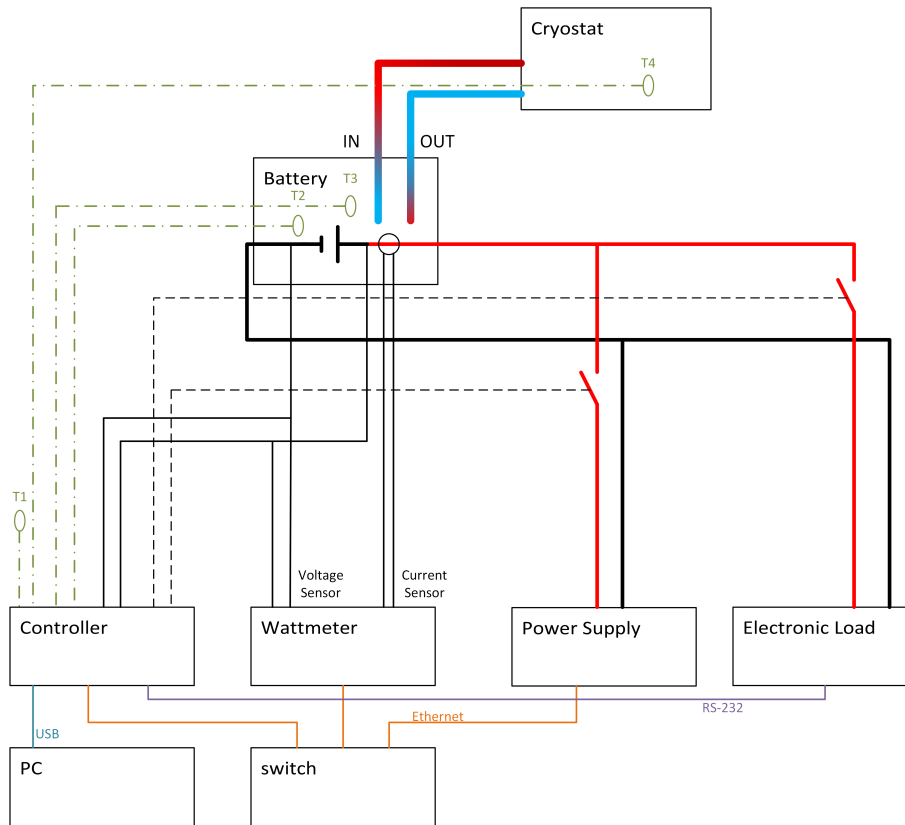 Cryostat
T4
IN
OUT
Battery
T3
T2
T1
Voltage
Sensor
Current
Sensor
Controller
Wattmeter
Power Supply
Electronic Load
RS-232
Ethernet
USB
PC
switch